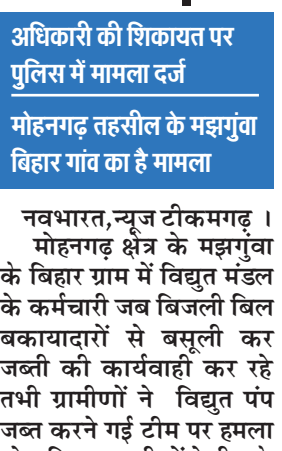 अधिकारी की शिकायत पर
पुलिस में मामला दर्ज
मोहनगढ़ तहसील के मझगुंवा
बिहार गांव का है मामला
नवभारत,न्यूज टीकमगढ़ ।
मोहनगढ़ क्षेत्र के मझगुंवा
के बिहार ग्राम में विद्युत मंडल
के कर्मचारी जब बिजली बिल
बकायादारों से बसूली कर
जब्ती की कार्यवाही कर रहे
तभी ग्रामीणों ने विद्युत पंप
जब्त करने गई टीम पर हमला